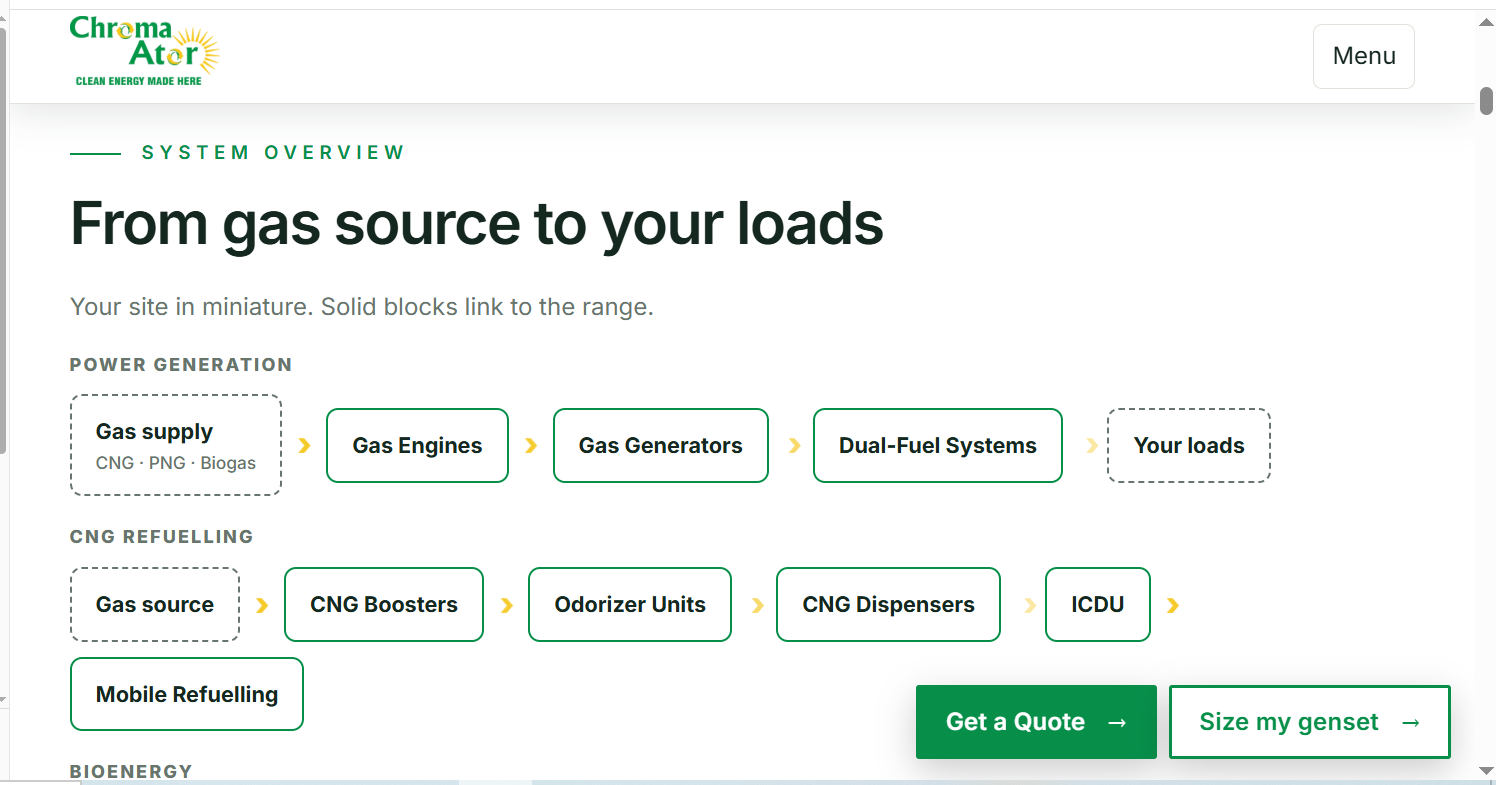 Chroma
Ator
CLEAN ENERGY MADE HERE
Menu
SYSTEM OVERVIEW
From gas source to your loads
Your site in miniature. Solid blocks link to the range.
POWER GENERATION
Gas supply
CNG · PNG · Biogas
Gas Engines
Gas Generators
Dual-Fuel Systems
Your loads
CNG REFUELLING
Gas source
CNG Boosters
Odorizer Units
CNG Dispensers
ICDU
Mobile Refuelling
Get a Quote →
Size my genset →
BIOENERGY